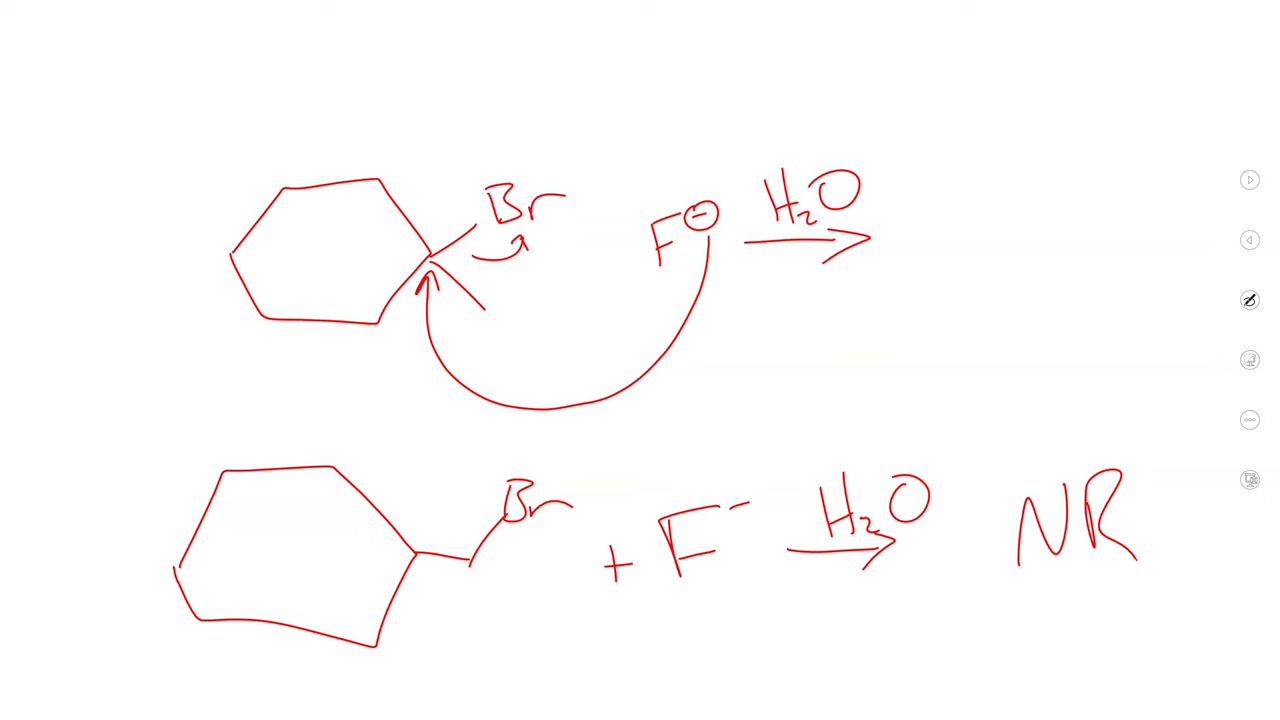 Br F⁻ H₂O
Br + F⁻ H₂O NR